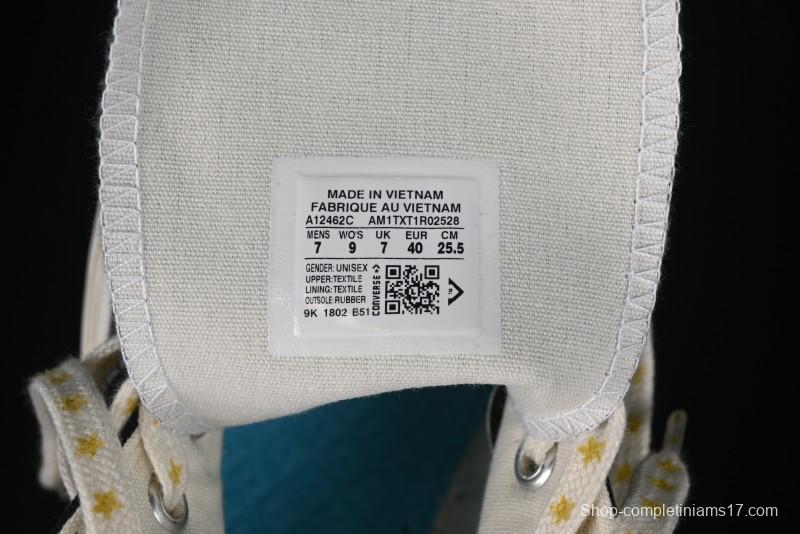 MADE IN VIETNAM
FABRIQUE AU VIETNAM
A12462C AM1TXT1R02528
MENS WO'S UK EUR CM
7 9 7 40 25.5
GENDER: UNISEX
UPPER: TEXTILE
LINING: TEXTILE
OUTSOLE: RUBBER
9K 1802 B51
CONVERSE
Shop-completiniams17.com